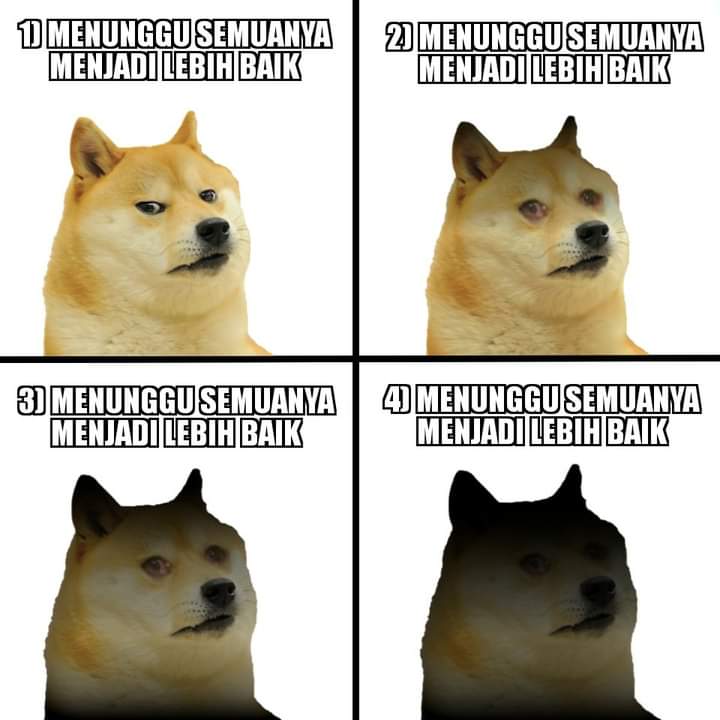 1) MENUNGGU SEMUANYA
MENJADI LEBIH BAIK
2) MENUNGGU SEMUANYA
MENJADI LEBIH BAIK
3) MENUNGGU SEMUANYA
MENJADI LEBIH BAIK
4) MENUNGGU SEMUANYA
MENJADI LEBIH BAIK